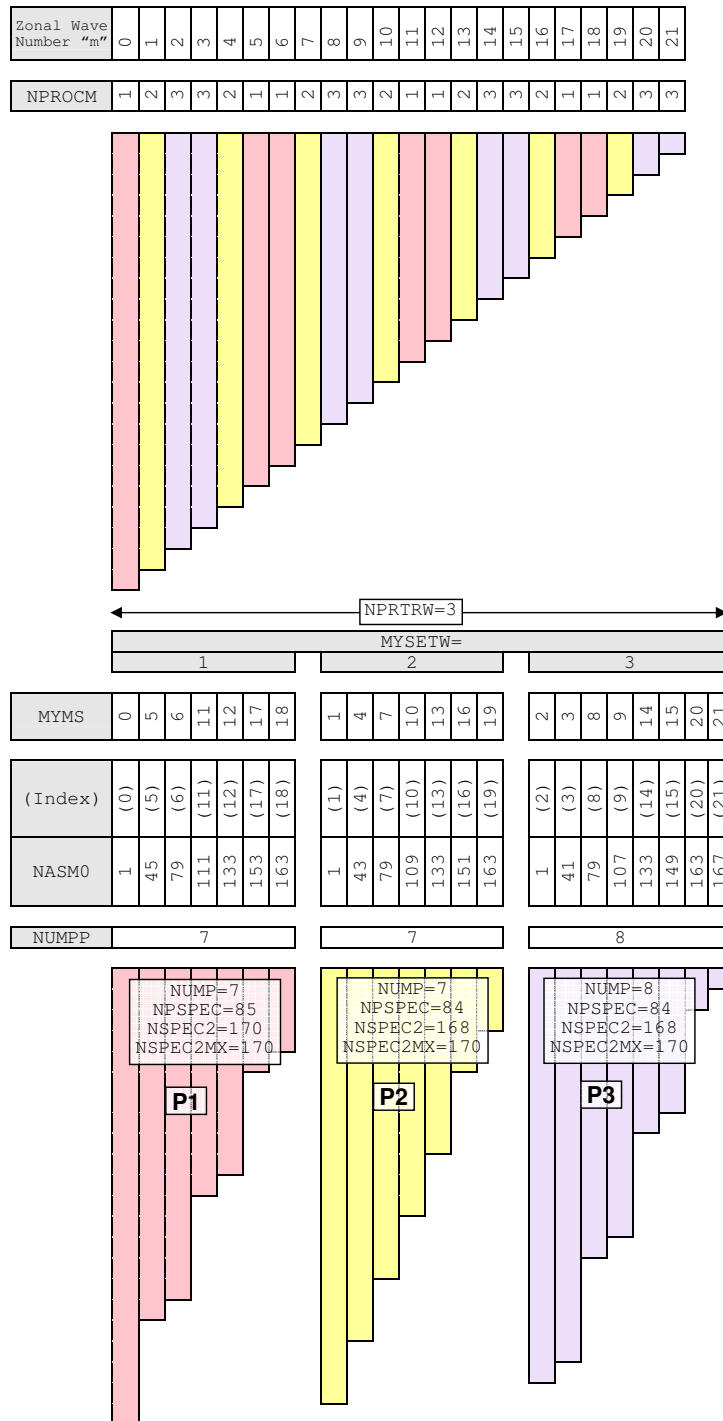 Zonal Wave Number "m" 0 1 2 3 4 5 6 7 8 9 10 11 12 13 14 15 16 17 18 19 20 21
NPROCM 1 2 3 3 2 1 1 2 3 3 2 1 1 2 3 3 2 1 1 2 3 3
NPRTRW=3
MYSETW=
1 2 3
MYMS 0 5 6 11 12 17 18 1 4 7 10 13 16 19 2 3 8 9 14 15 20 21
(Index) (0) (5) (6) (11) (12) (17) (18) (1) (4) (7) (10) (13) (16) (19) (2) (3) (8) (9) (14) (15) (20) (21)
NASM0 1 45 79 111 133 153 163 1 43 79 109 133 151 163 1 41 79 107 133 149 163 167
NUMPP 7 7 8
NUMP=7
NPSPEC=85
NSPEC2=170
NSPEC2MX=170
P1
NUMP=7
NPSPEC=84
NSPEC2=168
NSPEC2MX=170
P2
NUMP=8
NPSPEC=84
NSPEC2=168
NSPEC2MX=170
P3